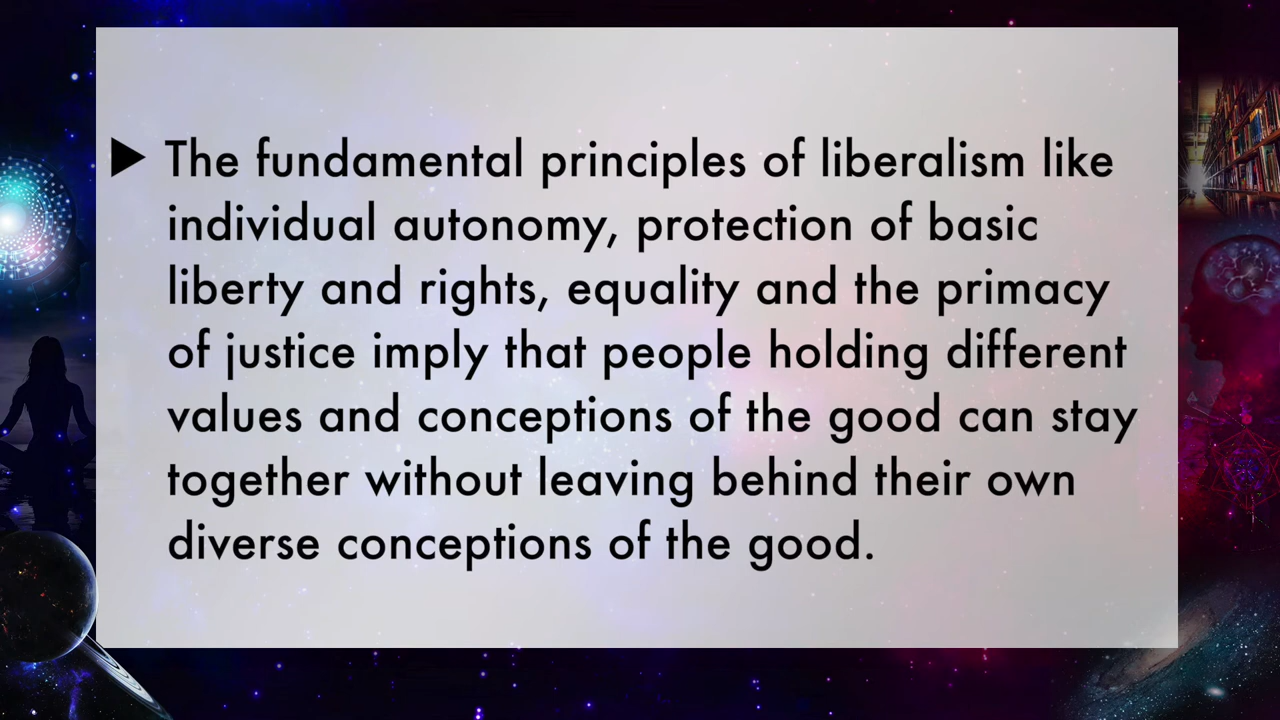 The fundamental principles of liberalism like
individual autonomy, protection of basic
liberty and rights, equality and the primacy
of justice imply that people holding different
values and conceptions of the good can stay
together without leaving behind their own
diverse conceptions of the good.